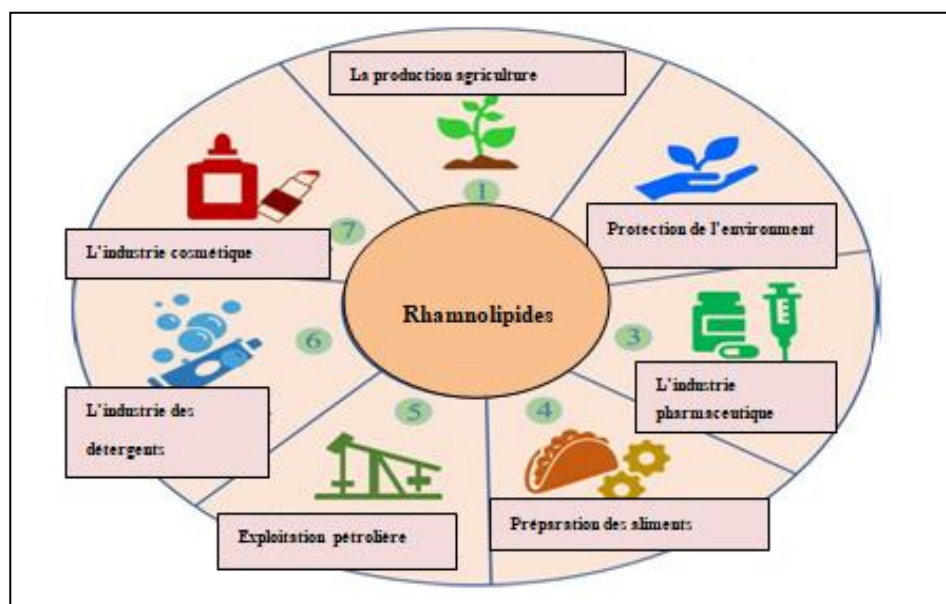 La production agriculture
1
Protection de l'environment
3
L'industrie
pharmaceutique
4
Préparation des aliments
5
Exploitation pétrolière
6
L'industrie des
détergents
7
L'industrie cosmétique
Rhamnolipides